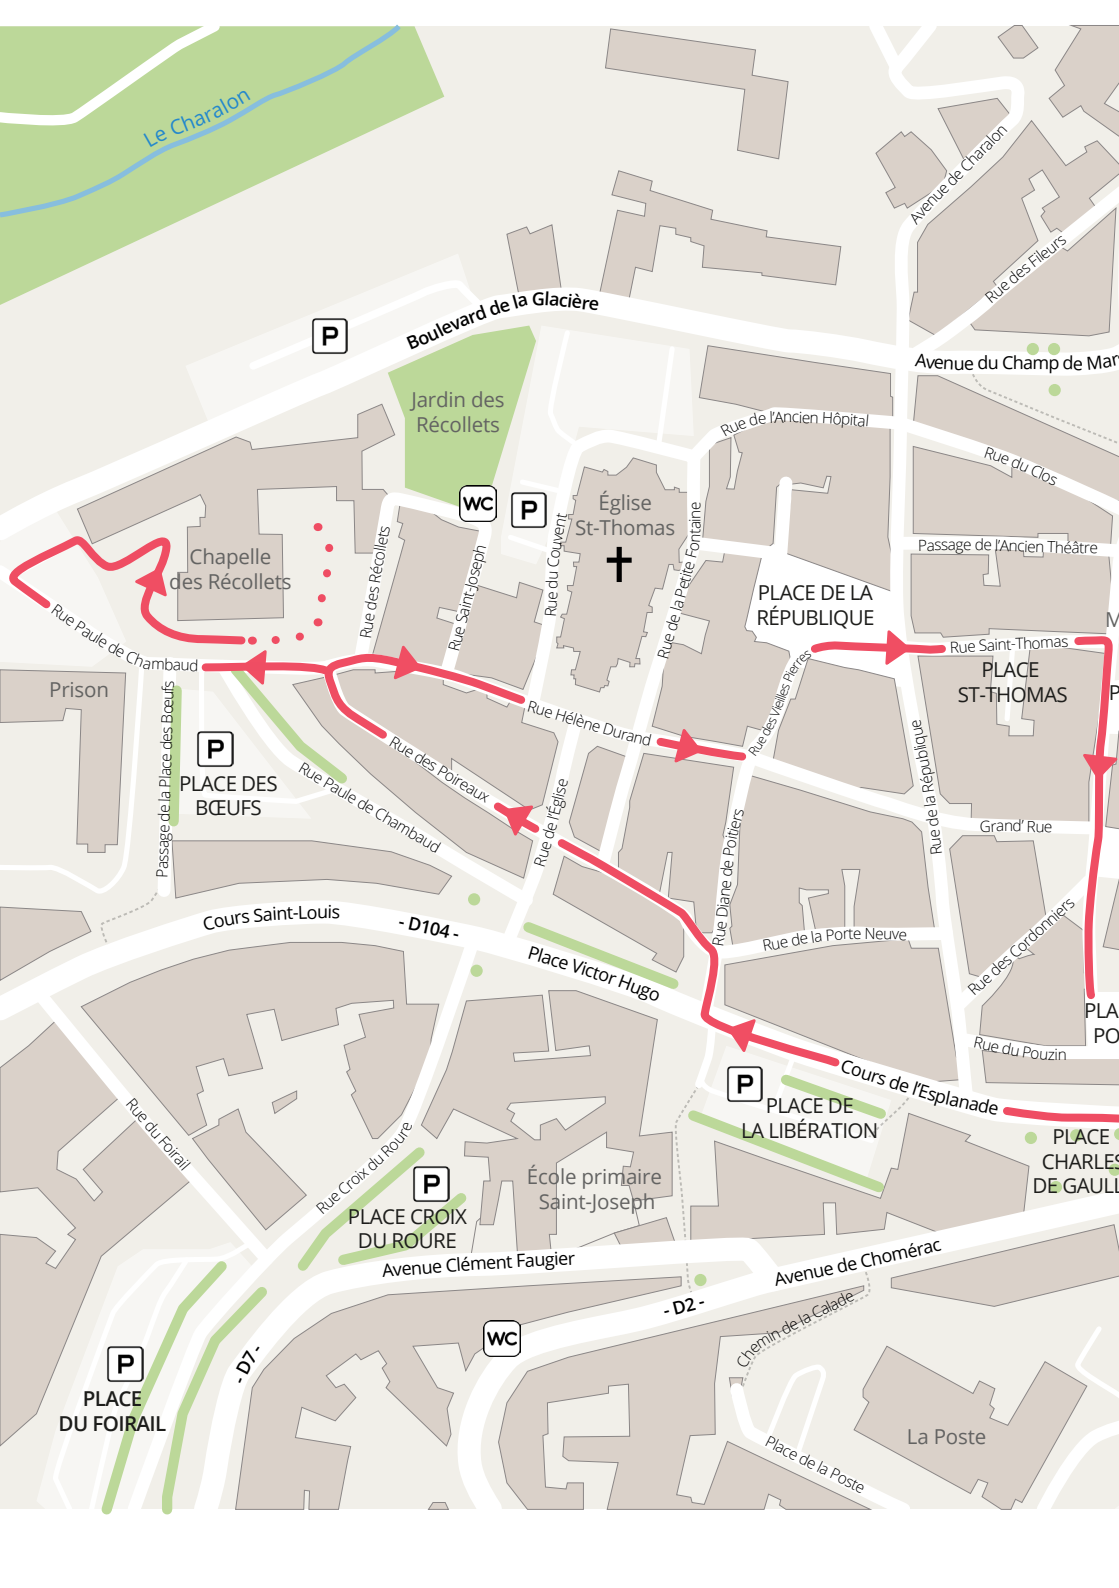 Le Charalon
Avenue de Charalon
Rue des Fileurs
Boulevard de la Glacière
P
Avenue du Champ de Mar
Jardin des
Récollets
Rue de l'Ancien Hôpital
Rue du Clos
WC
P
Église
St-Thomas
Rue des Récollets
Rue Saint-Joseph
Rue du Couvent
Rue de la Petite Fontaine
Passage de l'Ancien Théâtre
Chapelle
des Récollets
PLACE DE LA
RÉPUBLIQUE
M
Rue Paule de Chambaud
Rue Saint-Thomas
PLACE
ST-THOMAS
P
Prison
Passage de la Place des Bœufs
Rue Hélène Durand
Rue des Vieilles Pierres
Rue de la République
P
PLACE DES
BŒUFS
Rue des Poireaux
Rue Paule de Chambaud
Rue de l'Église
Rue Diane de Poitiers
Grand' Rue
Cours Saint-Louis
- D104 -
Place Victor Hugo
Rue de la Porte Neuve
Rue des Cordonniers
PLA
PO
Rue du Pouzin
Cours de l'Esplanade
P
PLACE DE
LA LIBÉRATION
PLACE
CHARLES
DE GAULL
Rue du Foirail
Rue Croix du Roure
P
PLACE CROIX
DU ROURE
École primaire
Saint-Joseph
Avenue Clément Faugier
Avenue de Chomérac
- D2 -
Chemin de la Calade
WC
- D7 -
P
PLACE
DU FOIRAIL
La Poste
Place de la Poste